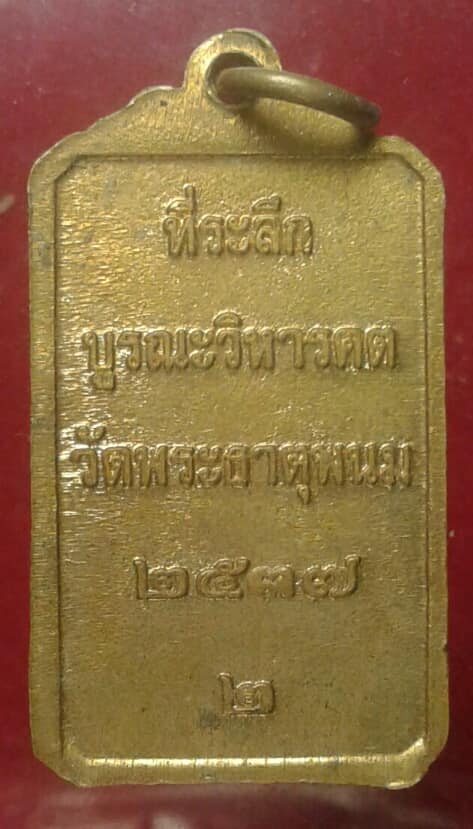 ที่ระลึก
บูรณะวิหารคต
วัดพระธาตุพนม
๒๕๓๗
๒